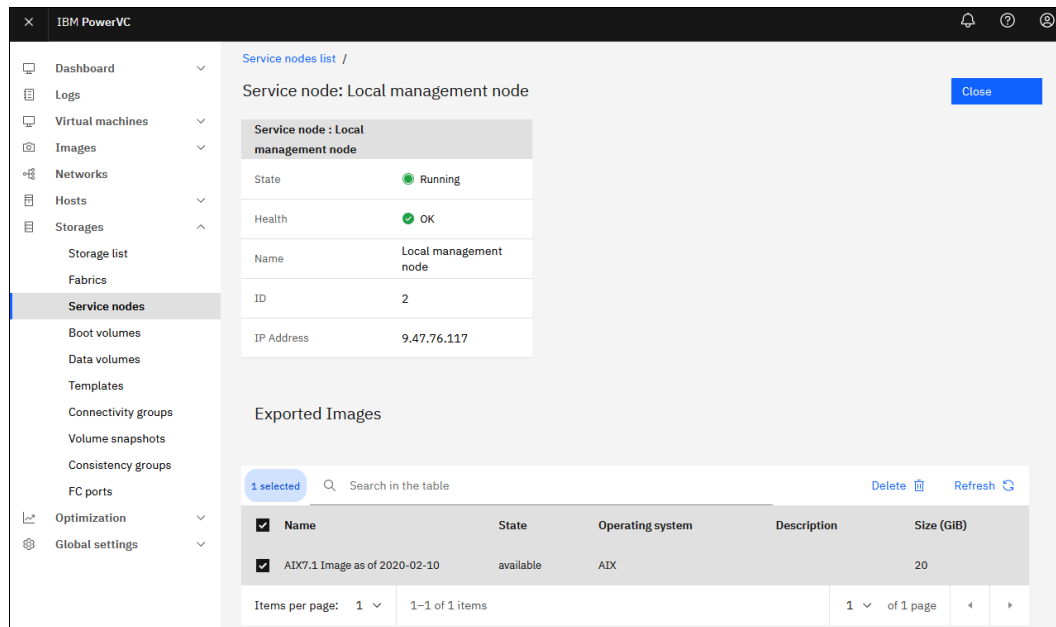 IBM PowerVC
Dashboard
Logs
Virtual machines
Images
Networks
Hosts
Storages
Storage list
Fabrics
Service nodes
Boot volumes
Data volumes
Templates
Connectivity groups
Volume snapshots
Consistency groups
FC ports
Optimization
Global settings
Service nodes list /
Service node: Local management node
Close
Service node : Local
management node
State Running
Health OK
Name Local management
node
ID 2
IP Address 9.47.76.117
Exported Images
1 selected Search in the table Delete Refresh
Name State Operating system Description Size (GiB)
AIX7.1 Image as of 2020-02-10 available AIX 20
Items per page: 1 1–1 of 1 items 1 of 1 page